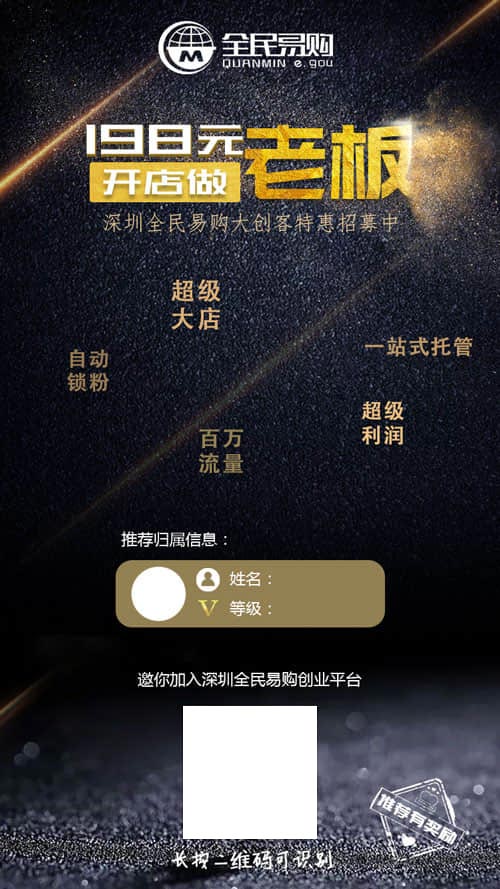 全民易购
QUANMIN e.gou
198元
开店做
老板
深圳全民易购大创客特惠招募中
超级
大店
一站式托管
自动
锁粉
超级
利润
百万
流量
推荐归属信息：
姓名：
V 等级：
邀你加入深圳全民易购创业平台
推荐有奖励
长按二维码可识别